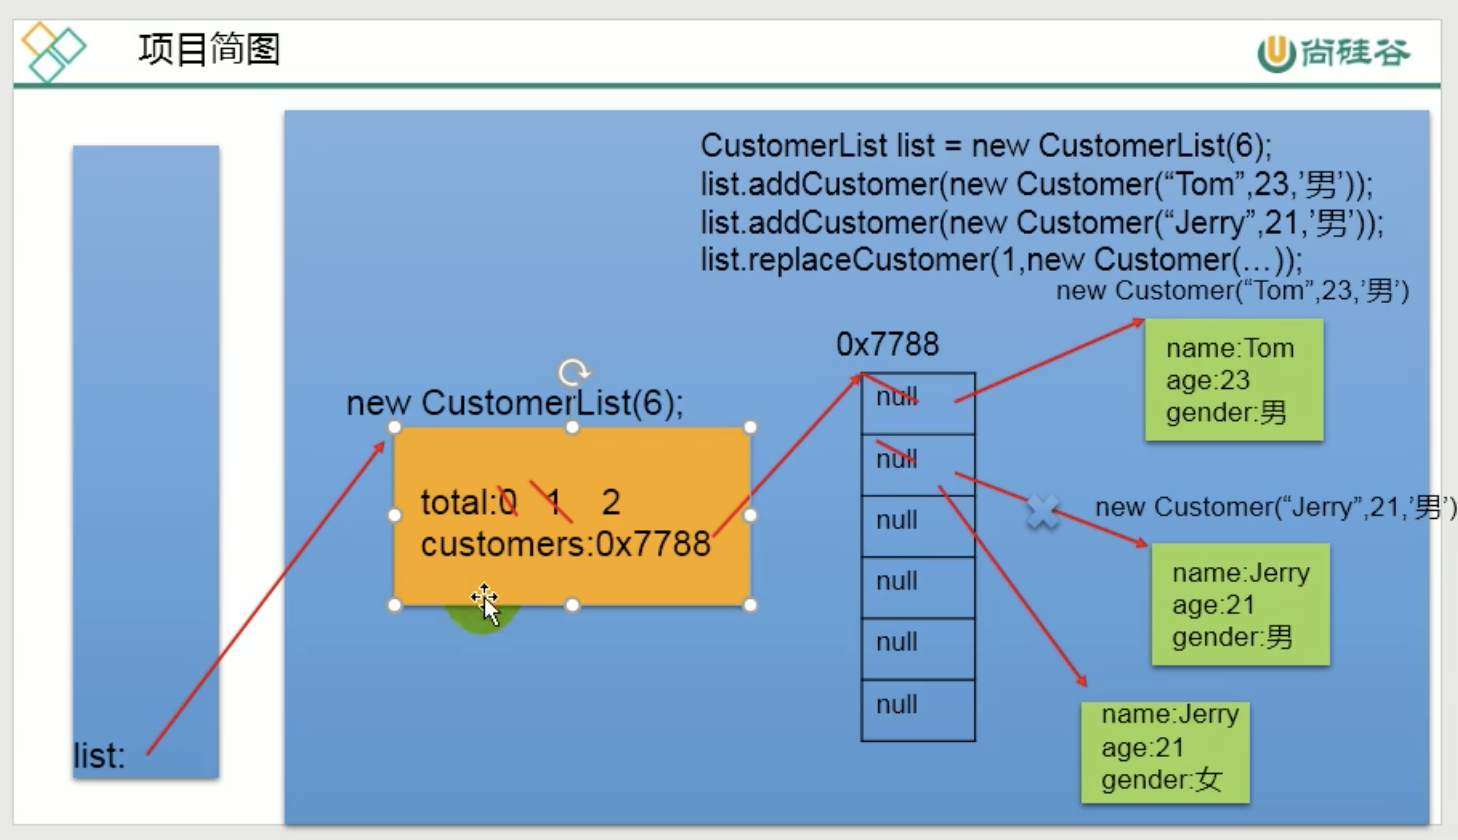 项目简图
尚硅谷
CustomerList list = new CustomerList(6);
list.addCustomer(new Customer(“Tom”,23,’男’));
list.addCustomer(new Customer(“Jerry”,21,’男’));
list.replaceCustomer(1,new Customer(…));
new Customer(“Tom”,23,’男’)
0x7788
name:Tom
age:23
gender:男
new CustomerList(6);
total:0 1 2
customers:0x7788
null
null
null
null
null
null
new Customer(“Jerry”,21,’男’)
name:Jerry
age:21
gender:男
name:Jerry
age:21
gender:女
list: